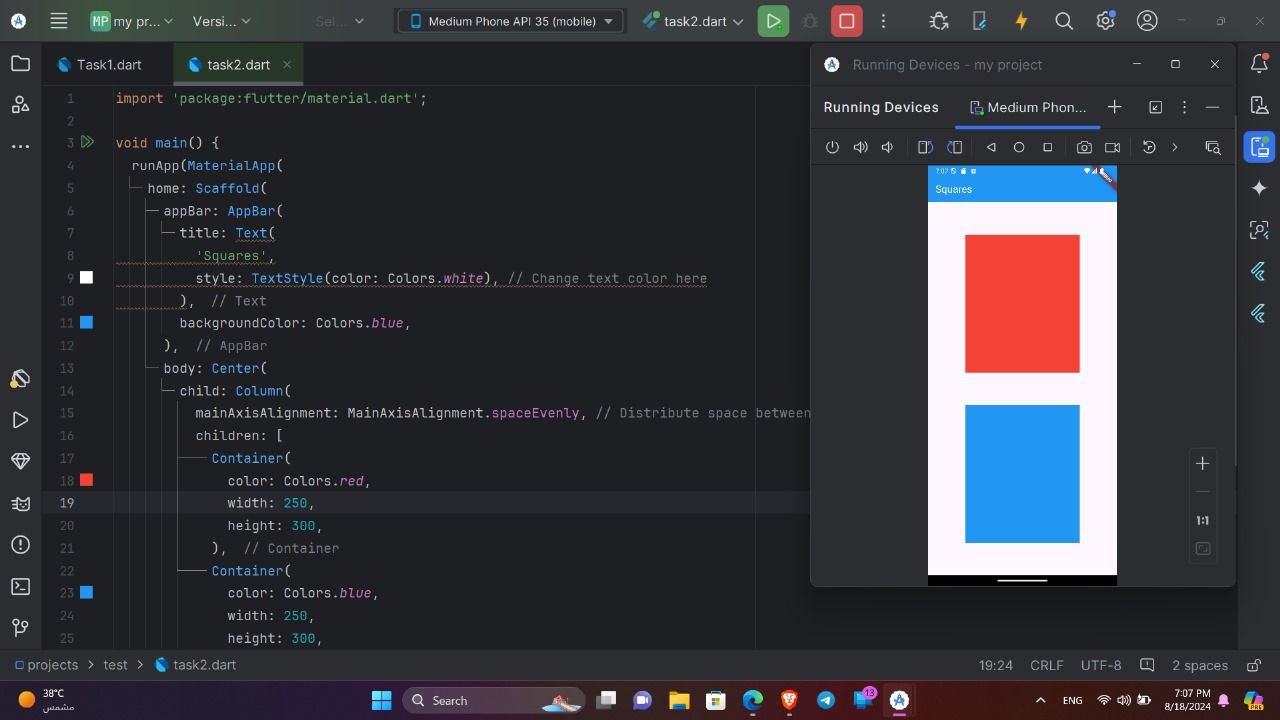 MP my pr...
Versi...
Sel...
Medium Phone API 35 (mobile)
task2.dart
Task1.dart
task2.dart
1 import 'package:flutter/material.dart';
2
3 void main() {
4 runApp(MaterialApp(
5 home: Scaffold(
6 appBar: AppBar(
7 title: Text(
8 'Squares',
9 style: TextStyle(color: Colors.white), // Change text color here
10 ), // Text
11 backgroundColor: Colors.blue,
12 ), // AppBar
13 body: Center(
14 child: Column(
15 mainAxisAlignment: MainAxisAlignment.spaceEvenly, // Distribute space between
16 children: [
17 Container(
18 color: Colors.red,
19 width: 250,
20 height: 300,
21 ), // Container
22 Container(
23 color: Colors.blue,
24 width: 250,
25 height: 300,
Running Devices - my project
Running Devices
Medium Phon...
7:07
Squares
1:1
projects > test > task2.dart
19:24 CRLF UTF-8 2 spaces
38°C
مشمس
Search
13
ENG
7:07 PM
8/18/2024
PRE